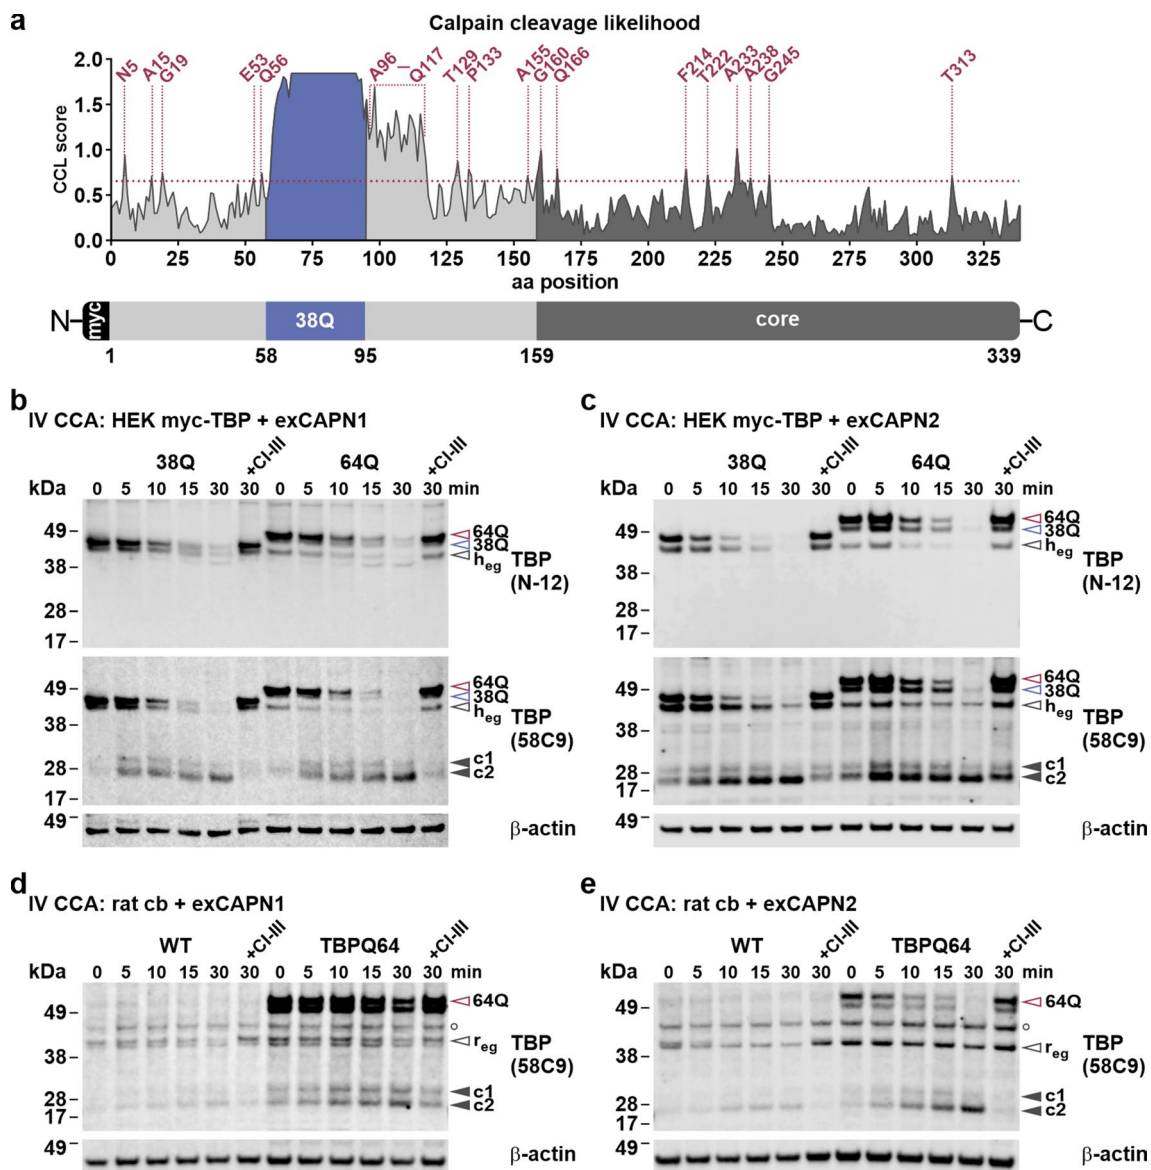 a
Calpain cleavage likelihood
N5 A15 G19 E53 Q56 A96 – Q117 T129 P133 A155 G160 Q166 F214 T222 A233 A238 G245 T313
CCL score
2.0
1.5
1.0
0.5
0.0
0 25 50 75 100 125 150 175 200 225 250 275 300 325
aa position
N myc 38Q core C
1 58 95 159 339
b
IV CCA: HEK myc-TBP + exCAPN1
38Q +CI-III 64Q +CI-III
kDa 0 5 10 15 30 30 0 5 10 15 30 30 min
49
38
28
17
64Q
38Q
heg
TBP
(N-12)
49
38
28
17
64Q
38Q
heg
TBP
(58C9)
c1
c2
49
β-actin
c
IV CCA: HEK myc-TBP + exCAPN2
38Q +CI-III 64Q +CI-III
kDa 0 5 10 15 30 30 0 5 10 15 30 30 min
49
38
28
17
64Q
38Q
heg
TBP
(N-12)
49
38
28
17
64Q
38Q
heg
TBP
(58C9)
c1
c2
49
β-actin
d
IV CCA: rat cb + exCAPN1
WT +CI-III TBPQ64 +CI-III
kDa 0 5 10 15 30 30 0 5 10 15 30 30 min
49
38
28
17
64Q
°
reg
TBP
(58C9)
c1
c2
49
β-actin
e
IV CCA: rat cb + exCAPN2
WT +CI-III TBPQ64 +CI-III
kDa 0 5 10 15 30 30 0 5 10 15 30 30 min
49
38
28
17
64Q
°
reg
TBP
(58C9)
c1
c2
49
β-actin